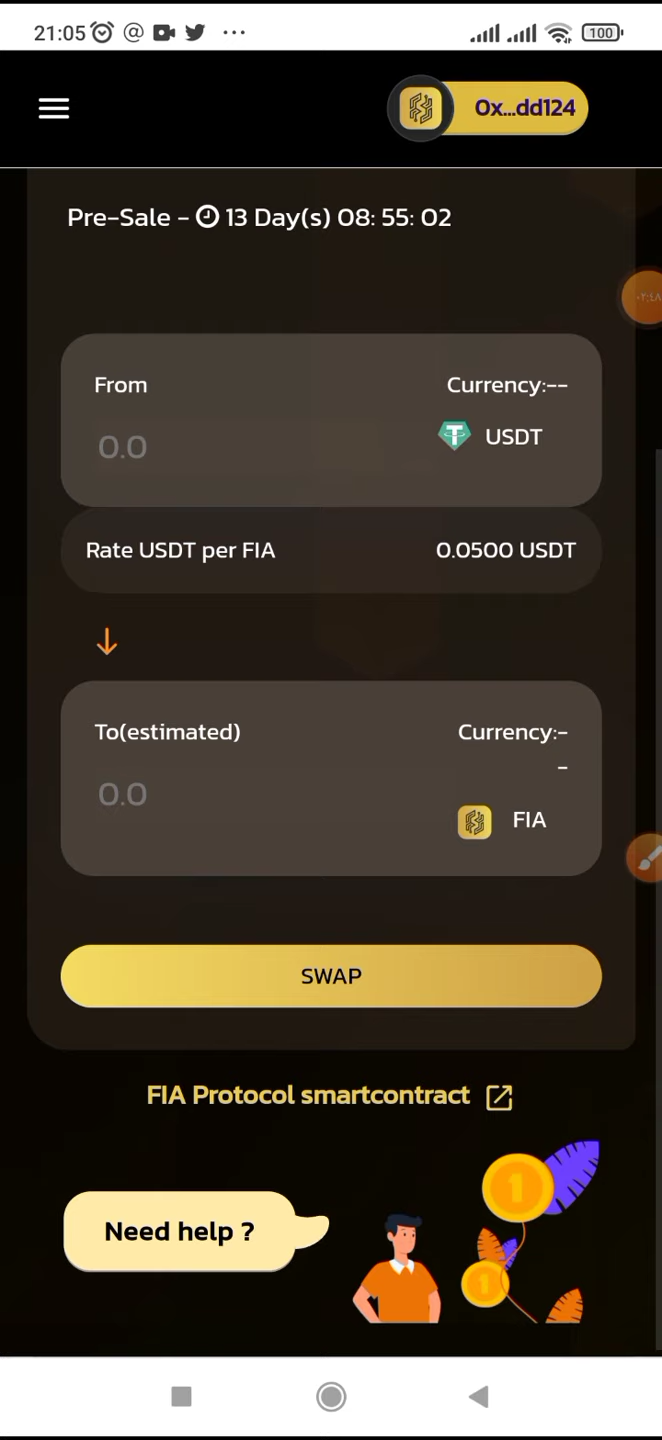 21:05 @ ...
100
0x...dd124
Pre-Sale - 13 Day(s) 08: 55: 02
۰۲:۴۸
From
Currency:--
0.0
USDT
Rate USDT per FIA
0.0500 USDT
To(estimated)
Currency:-
-
0.0
FIA
SWAP
FIA Protocol smartcontract
1
Need help ?
1